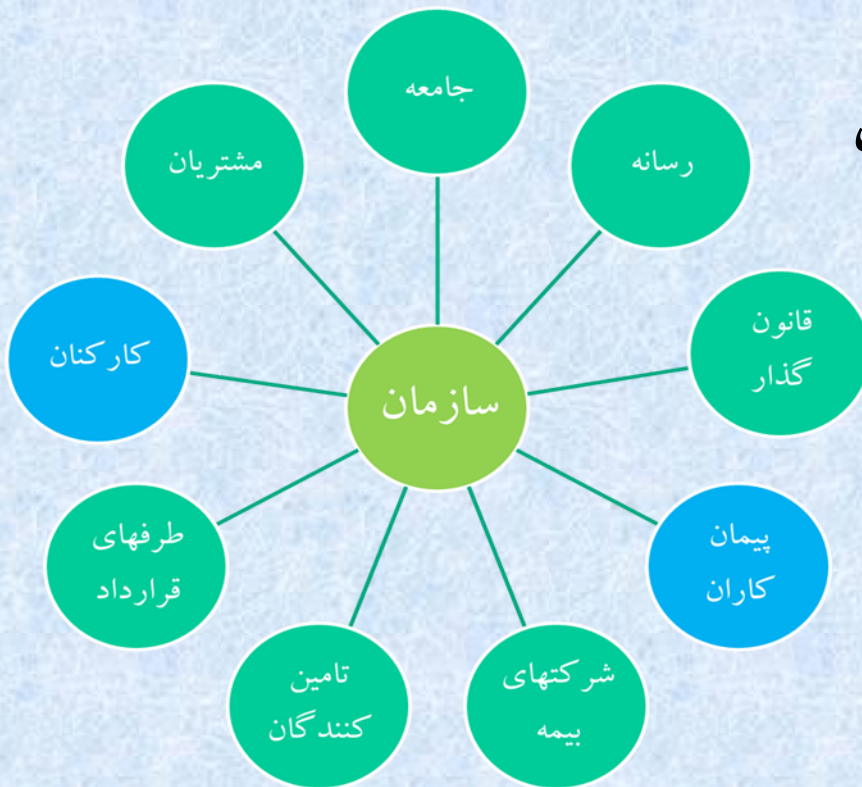 جامعه
رسانه
مشتریان
قانون
گذار
کارکنان
سازمان
پیمان
کاران
طرفهای
قرارداد
تامین
کنندگان
شرکتهای
بیمه